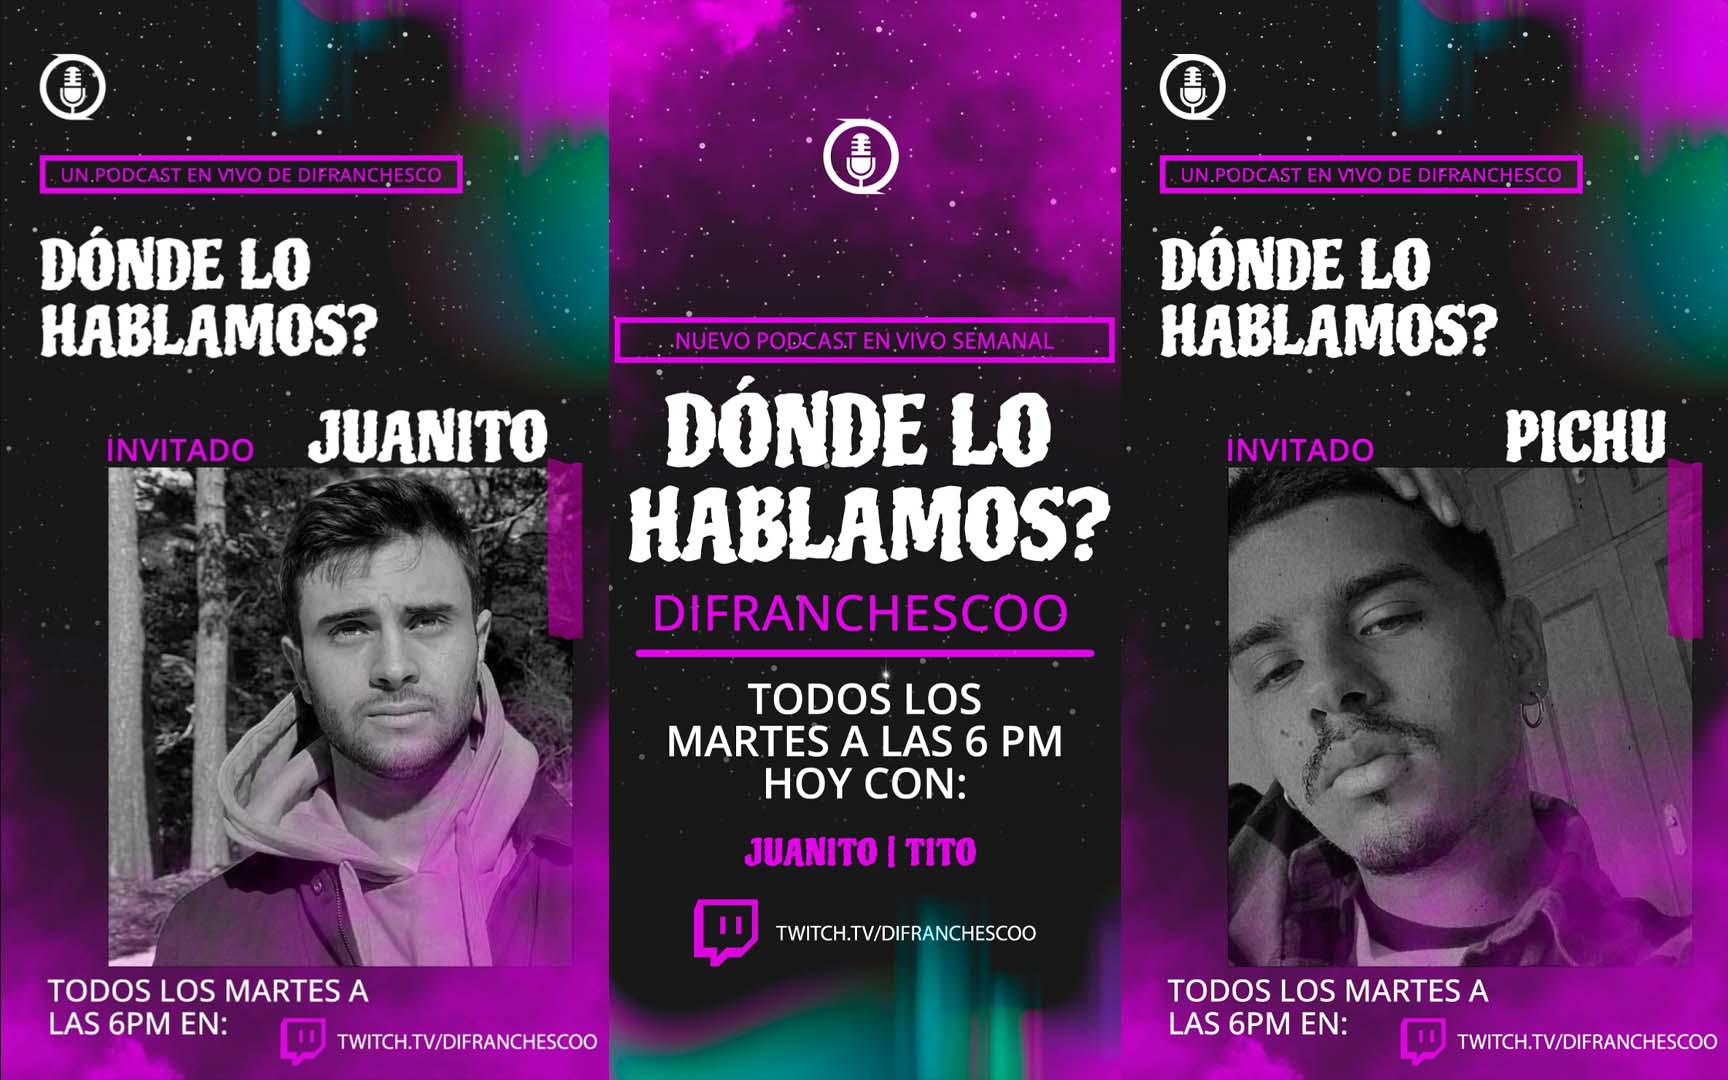 UN PODCAST EN VIVO DE DIFRANCHESCO
DÓNDE LO
HABLAMOS?
INVITADO
JUANITO
TODOS LOS MARTES A
LAS 6PM EN:
TWITCH.TV/DIFRANCHESCOO
NUEVO PODCAST EN VIVO SEMANAL
DÓNDE LO
HABLAMOS?
DIFRANCHESCOO
TODOS LOS
MARTES A LAS 6 PM
HOY CON:
JUANITO | TITO
TWITCH.TV/DIFRANCHESCOO
UN PODCAST EN VIVO DE DIFRANCHESCO
DÓNDE LO
HABLAMOS?
INVITADO
PICHU
TODOS LOS MARTES A
LAS 6PM EN:
TWITCH.TV/DIFRANCHESCOO